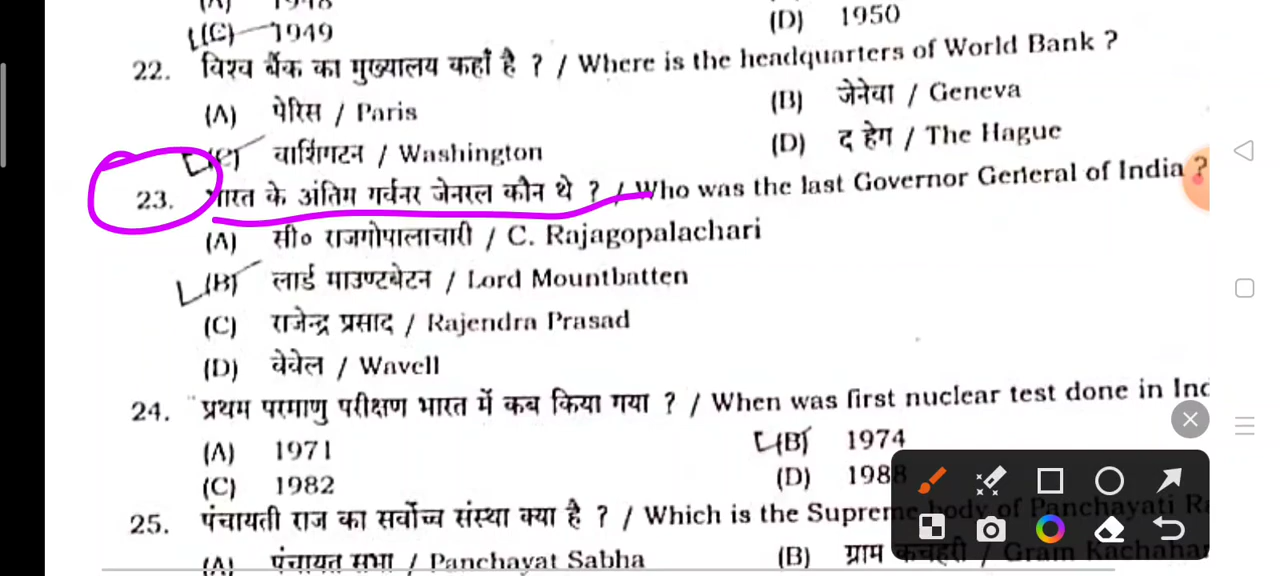 (A) 1948
(C) 1949
(D) 1950
22. विश्व बैंक का मुख्यालय कहाँ है ? / Where is the headquarters of World Bank ?
(A) पेरिस / Paris
(B) जेनेवा / Geneva
(C) वाशिंगटन / Washington
(D) द हेग / The Hague
23. भारत के अंतिम गर्वनर जेनरल कौन थे ? / Who was the last Governor General of India ?
(A) सी० राजगोपालाचारी / C. Rajagopalachari
(B) लार्ड माउण्टबेटन / Lord Mountbatten
(C) राजेन्द्र प्रसाद / Rajendra Prasad
(D) वेवेल / Wavell
24. प्रथम परमाणु परीक्षण भारत में कब किया गया ? / When was first nuclear test done in Ind
(A) 1971
(B) 1974
(C) 1982
(D) 1988
25. पंचायती राज का सर्वोच्च संस्था क्या है ? / Which is the Supreme body of Panchayati R
(A) पंचायत सभा / Panchayat Sabha
(B) ग्राम कचहरी / Gram Kachahar